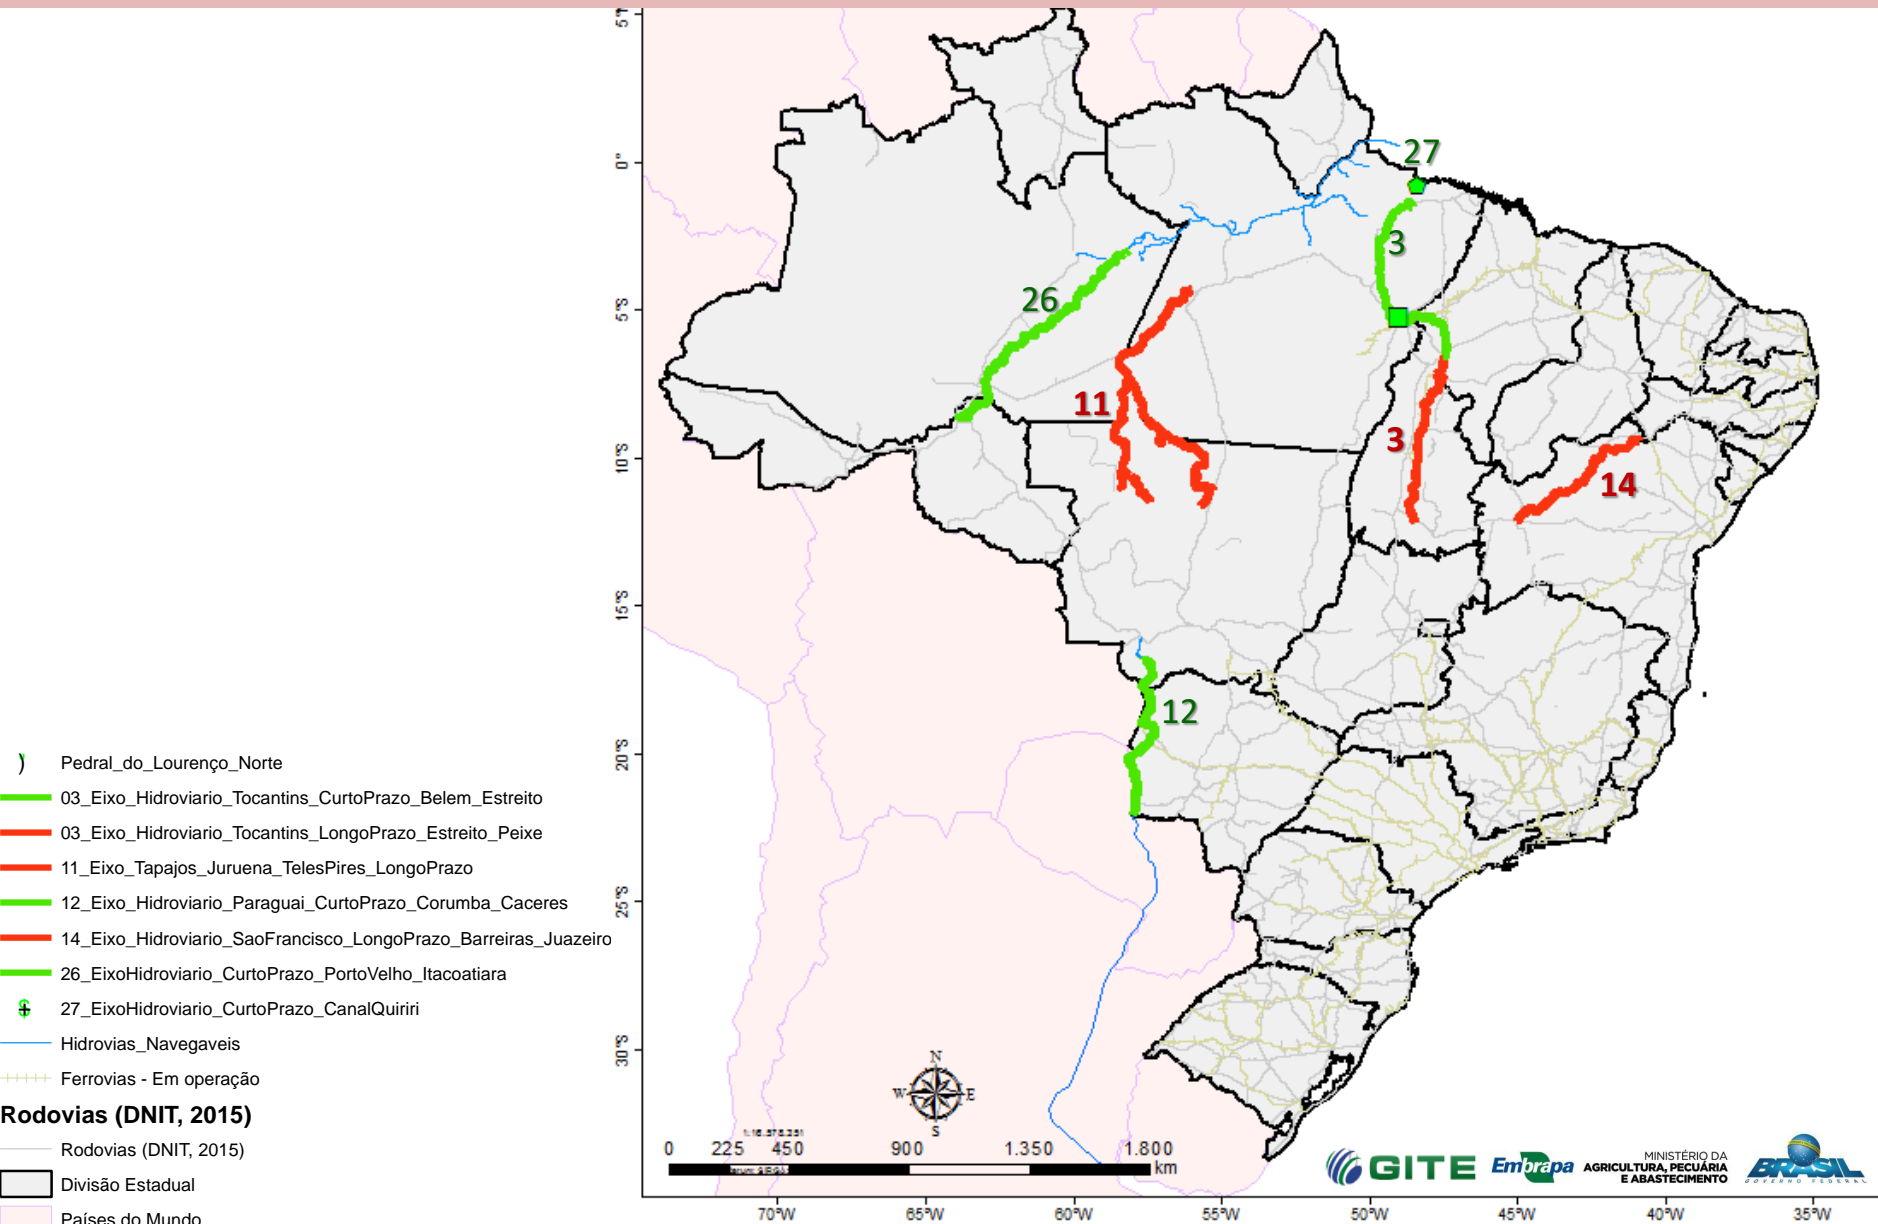 5°
0°
5°S
10°S
15°S
20°S
25°S
30°S
27
3
26
11
3
14
12
)
Pedral_do_Lourenço_Norte
03_Eixo_Hidroviario_Tocantins_CurtoPrazo_Belem_Estreito
03_Eixo_Hidroviario_Tocantins_LongoPrazo_Estreito_Peixe
11_Eixo_Tapajos_Juruena_TelesPires_LongoPrazo
12_Eixo_Hidroviario_Paraguai_CurtoPrazo_Corumba_Caceres
14_Eixo_Hidroviario_SaoFrancisco_LongoPrazo_Barreiras_Juazeiro
26_EixoHidroviario_CurtoPrazo_PortoVelho_Itacoatiara
27_EixoHidroviario_CurtoPrazo_CanalQuiriri
Hidrovias_Navegaveis
Ferrovias - Em operação
Rodovias (DNIT, 2015)
Rodovias (DNIT, 2015)
Divisão Estadual
Países do Mundo
N
W E
S
0 225 450 900 1.350 1.800
km
GITE
Embrapa
MINISTÉRIO DA
AGRICULTURA, PECUÁRIA
E ABASTECIMENTO
BRASIL
GOVERNO FEDERAL
70°W 65°W 60°W 55°W 50°W 45°W 40°W 35°W